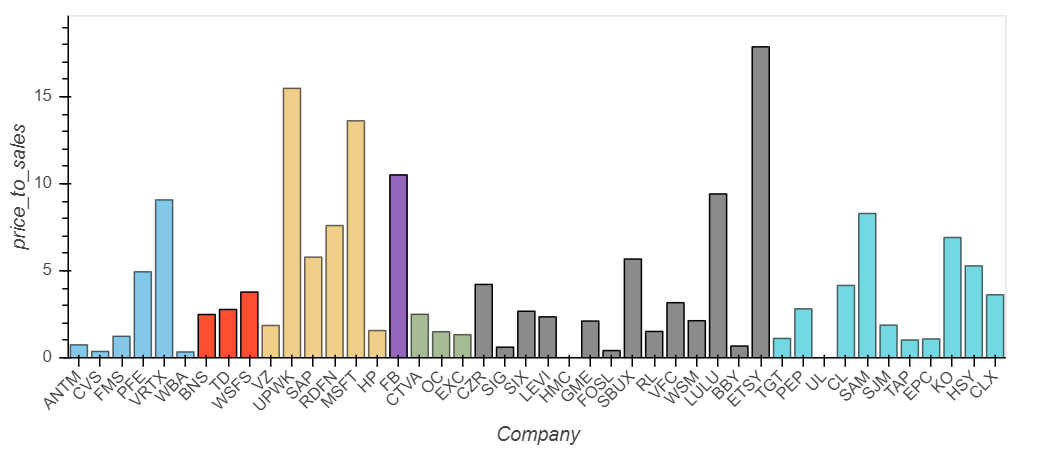 price_to_sales
15
10
5
0
ANTM
CVS
FMS
PFE
VRTX
WBA
BNS
TD
WSFS
VZ
UPWK
SAP
RDFN
MSFT
HP
FB
CTVA
OC
EXC
CZR
SIG
SIX
LEVI
HMC
GME
FOSL
SBUX
RL
VFC
WSM
LULU
BBY
ETSY
TGT
PEP
UL
CL
SAM
SJM
TAP
EPC
KO
HSY
CLX
Company